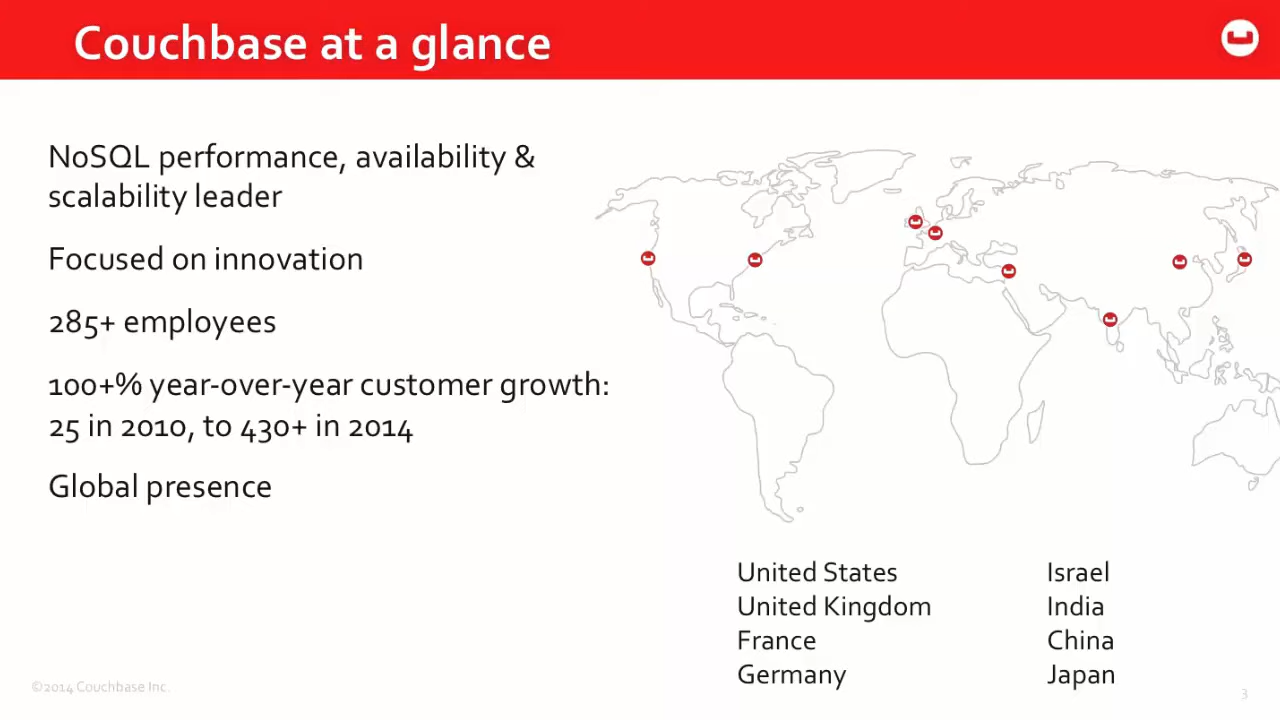 Couchbase at a glance
NoSQL performance, availability &
scalability leader
Focused on innovation
285+ employees
100+% year-over-year customer growth:
25 in 2010, to 430+ in 2014
Global presence
United States
United Kingdom
France
Germany
Israel
India
China
Japan
©2014 Couchbase Inc.
3